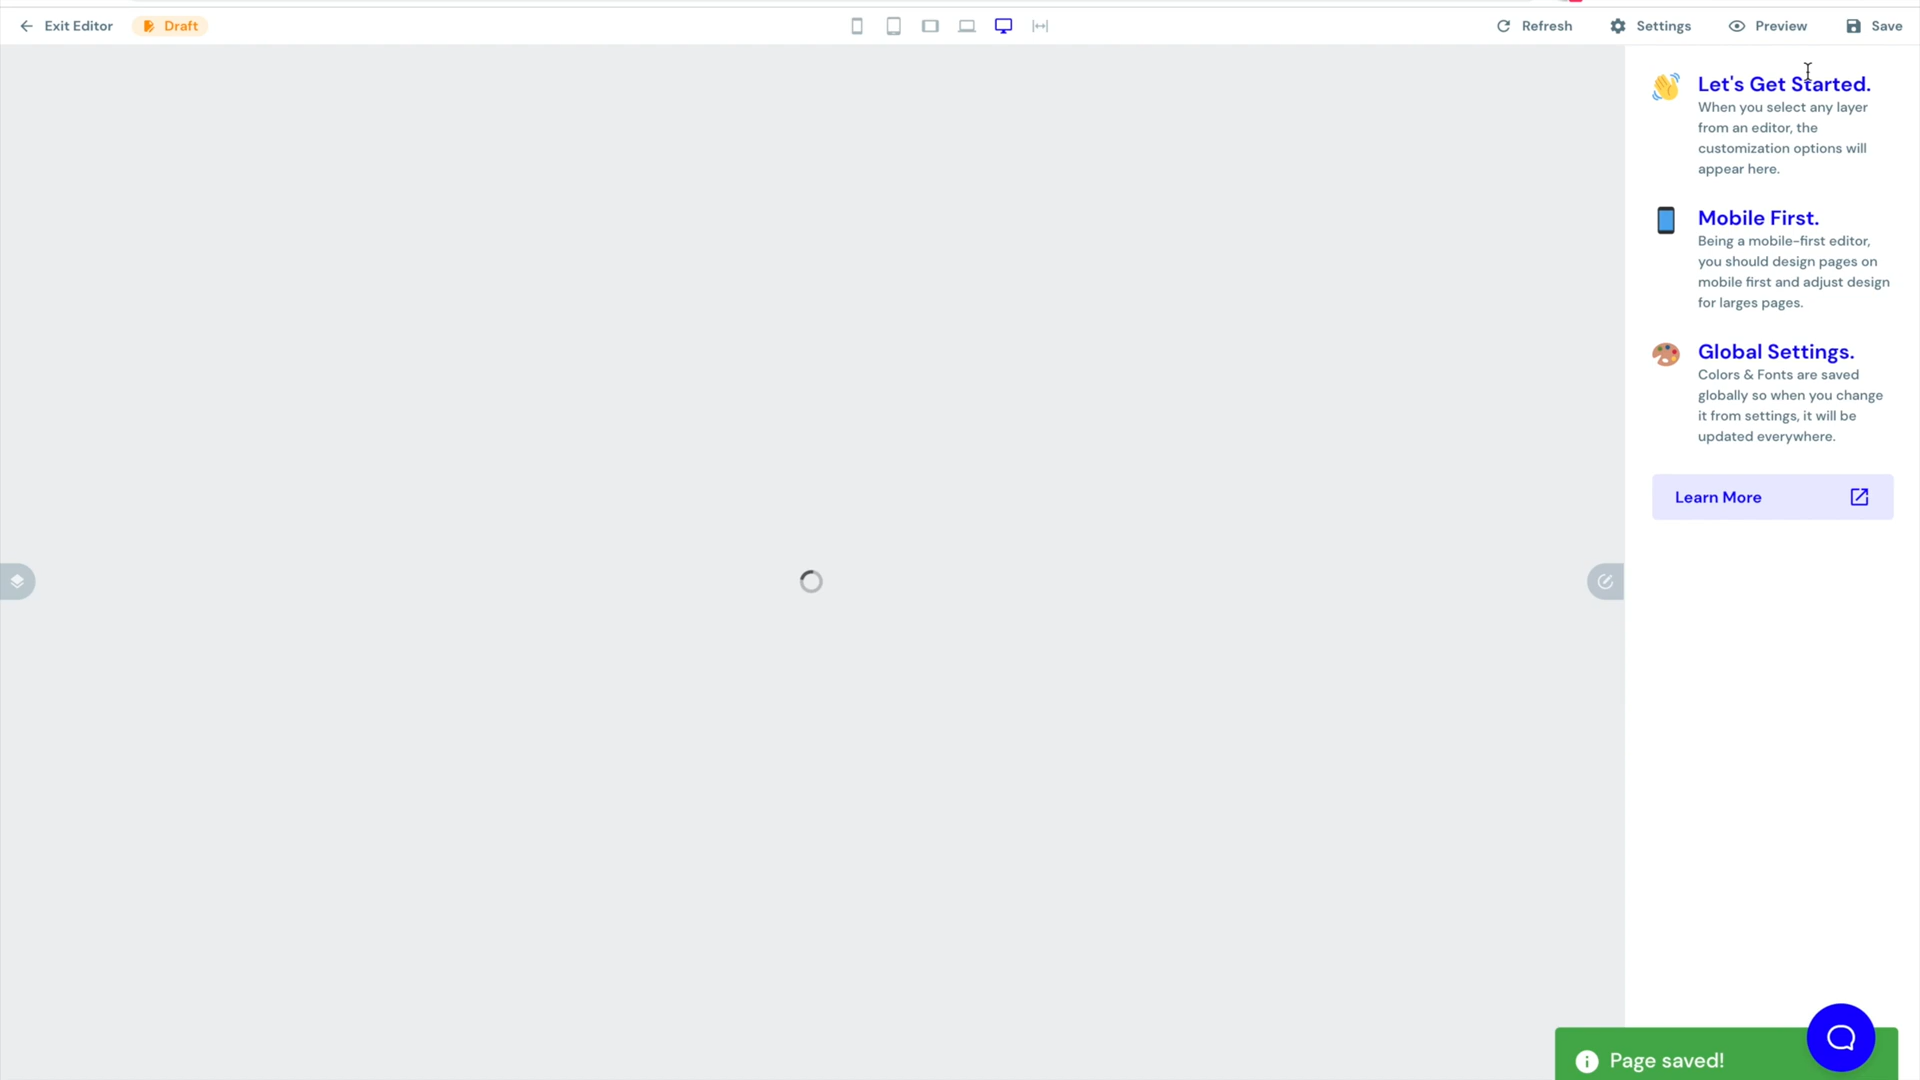 Exit Editor
Draft
Refresh
Settings
Preview
Save
Let's Get Started.
When you select any layer
from an editor, the
customization options will
appear here.
Mobile First.
Being a mobile-first editor,
you should design pages on
mobile first and adjust design
for larges pages.
Global Settings.
Colors & Fonts are saved
globally so when you change
it from settings, it will be
updated everywhere.
Learn More
Page saved!